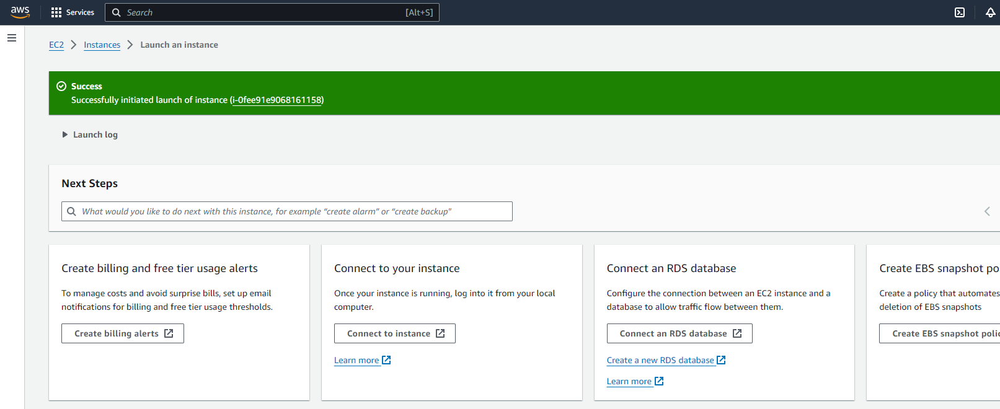 aws Services Search [Alt+S]
EC2 Instances Launch an instance
Success
Successfully initiated launch of instance (i-0fee91e9068161158)
Launch log
Next Steps
What would you like to do next with this instance, for example “create alarm” or “create backup"
Create billing and free tier usage alerts
To manage costs and avoid surprise bills, set up email
notifications for billing and free tier usage thresholds.
Create billing alerts
Connect to your instance
Once your instance is running, log into it from your local
computer.
Connect to instance
Learn more
Connect an RDS database
Configure the connection between an EC2 instance and a
database to allow traffic flow between them.
Connect an RDS database
Create a new RDS database
Learn more
Create EBS snapshot po
Create a policy that automates
deletion of EBS snapshots
Create EBS snapshot polic